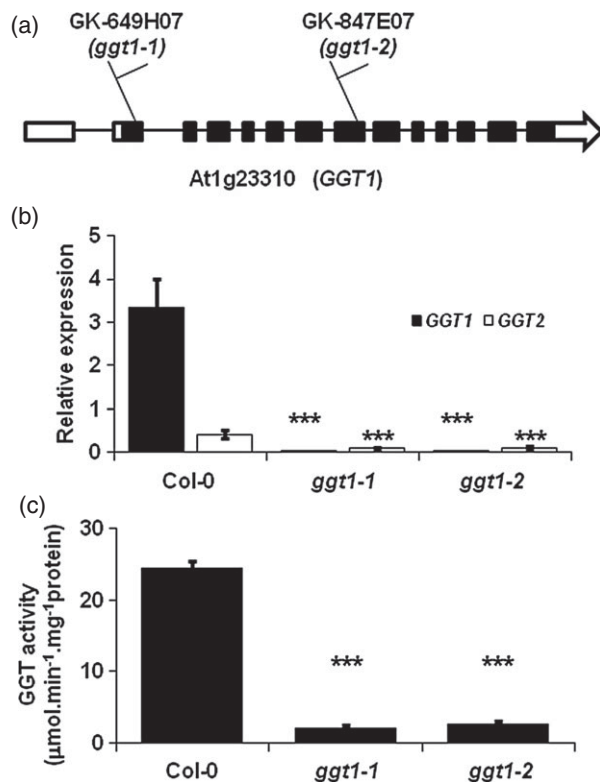 (a)
GK-649H07 GK-847E07
(ggt1-1) (ggt1-2)
At1g23310 (GGT1)
(b)
Relative expression
5
4
3
2
1
0
GGT1 GGT2
*** *** *** ***
Col-0 ggt1-1 ggt1-2
(c)
GGT activity
(µmol.min⁻¹.mg⁻¹protein)
30
20
10
0
*** ***
Col-0 ggt1-1 ggt1-2